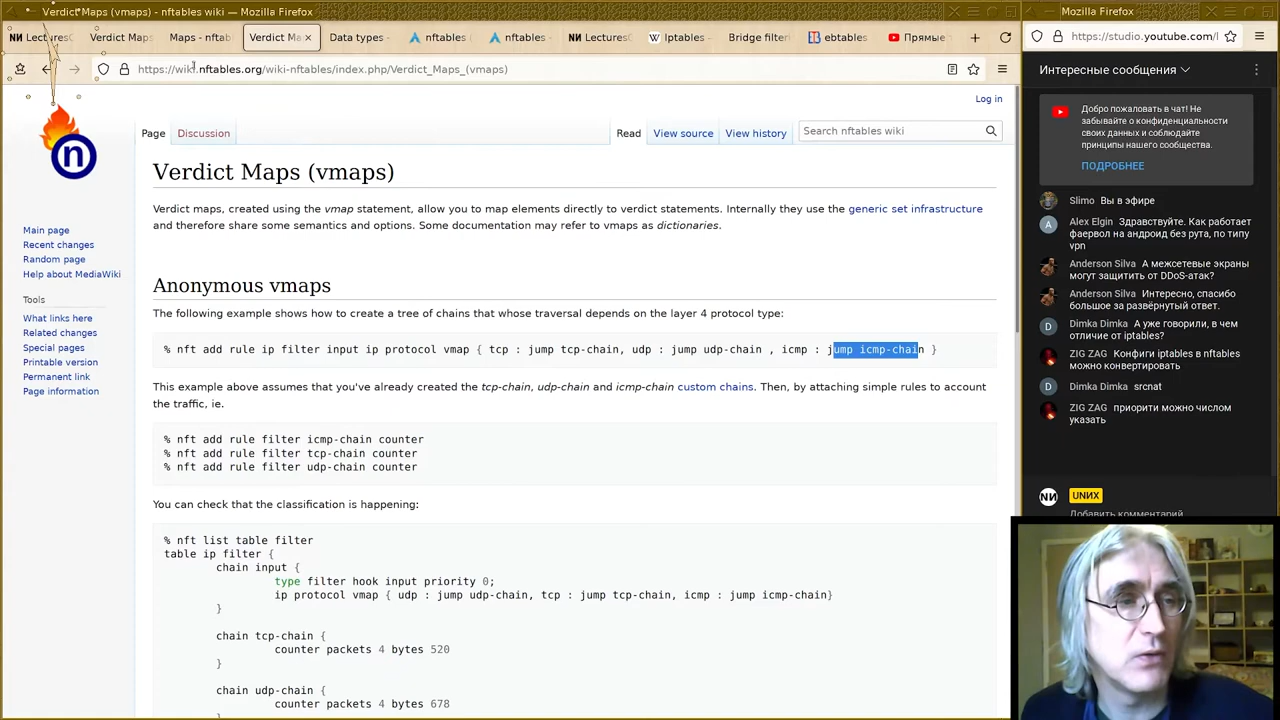 Verdict Maps (vmaps) - nftables wiki — Mozilla Firefox
Mozilla Firefox
Verdict Maps
Maps - nftab
Verdict Ma
Data types -
nftables
nftables -
Lectures
Iptables –
Bridge filter
ebtables
Прямые
https://wiki.nftables.org/wiki-nftables/index.php/Verdict_Maps_(vmaps)
https://studio.youtube.com/l
Log in
Page
Discussion
Read
View source
View history
Search nftables wiki
n
Main page
Recent changes
Random page
Help about MediaWiki
Tools
What links here
Related changes
Special pages
Printable version
Permanent link
Page information
Verdict Maps (vmaps)
Verdict maps, created using the vmap statement, allow you to map elements directly to verdict statements. Internally they use the generic set infrastructure
and therefore share some semantics and options. Some documentation may refer to vmaps as dictionaries.
Anonymous vmaps
The following example shows how to create a tree of chains that whose traversal depends on the layer 4 protocol type:
% nft add rule ip filter input ip protocol vmap { tcp : jump tcp-chain, udp : jump udp-chain , icmp : jump icmp-chain }
This example above assumes that you've already created the tcp-chain, udp-chain and icmp-chain custom chains. Then, by attaching simple rules to account
the traffic, ie.
% nft add rule filter icmp-chain counter
% nft add rule filter tcp-chain counter
% nft add rule filter udp-chain counter
You can check that the classification is happening:
% nft list table filter
table ip filter {
chain input {
type filter hook input priority 0;
ip protocol vmap { udp : jump udp-chain, tcp : jump tcp-chain, icmp : jump icmp-chain}
}
chain tcp-chain {
counter packets 4 bytes 520
}
chain udp-chain {
counter packets 4 bytes 678
Интересные сообщения
Добро пожаловать в чат! Не
забывайте о конфиденциальности
своих данных и соблюдайте
принципы нашего сообщества.
ПОДРОБНЕЕ
Slimo Вы в эфире
Alex Elgin Здравствуйте. Как работает
фаервол на андроид без рута, по типу
vpn
Anderson Silva А межсетевые экраны
могут защитить от DDoS-атак?
Anderson Silva Интересно, спасибо
большое за развёрнутый ответ.
Dimka Dimka А уже говорили, в чем
отличие от iptables?
ZIG ZAG Конфиги iptables в nftables
можно конвертировать
Dimka Dimka srcnat
ZIG ZAG приорити можно числом
указать
UNИX
Добавить комментарий